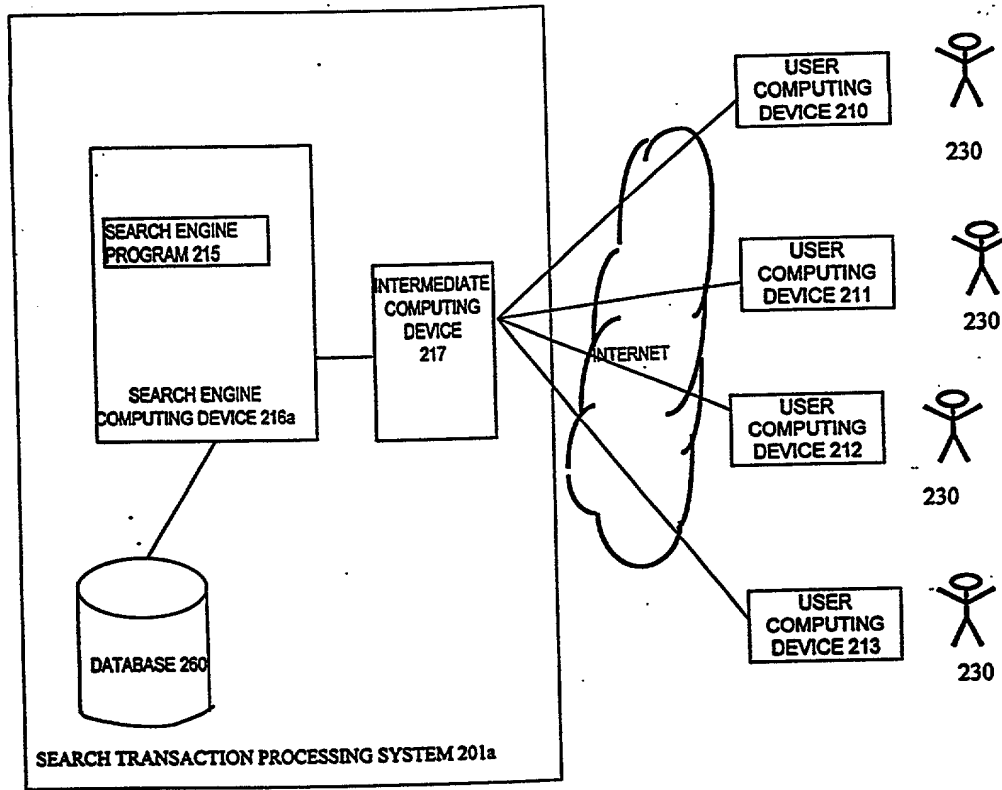 USER
COMPUTING
DEVICE 210
230
SEARCH ENGINE
PROGRAM 215
INTERMEDIATE
COMPUTING
DEVICE
217
USER
COMPUTING
DEVICE 211
230
INTERNET
SEARCH ENGINE
COMPUTING DEVICE 216a
USER
COMPUTING
DEVICE 212
230
USER
COMPUTING
DEVICE 213
230
DATABASE 260
SEARCH TRANSACTION PROCESSING SYSTEM 201a